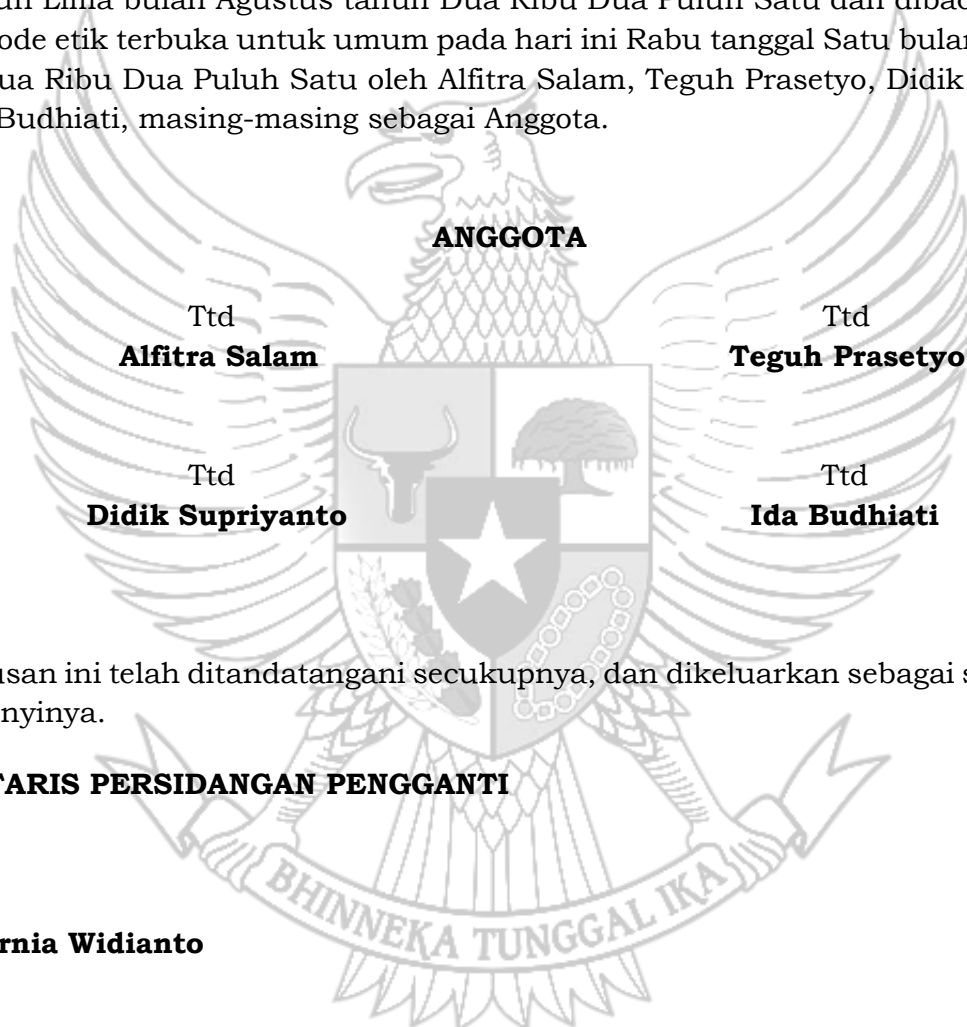 Lima bulan Agustus tahun Dua Ribu Dua Puluh Satu dan
ode etik terbuka untuk umum pada hari ini Rabu tanggal Satu
ua Ribu Dua Puluh Satu oleh Alfitra Salam, Teguh Prasetyo, Didik
Budhiati, masing-masing sebagai Anggota.
ANGGOTA
Ttd Ttd
Alfitra Salam Teguh Prasetyo
Ttd Ttd
Didik Supriyanto Ida Budhiati
usan ini telah ditandatangani secukupnya, dan dikeluarkan sebagai
nyinya.
TARIS PERSIDANGAN PENGGANTI
rnia Widianto
BHINNEKA TUNGGAL IKA